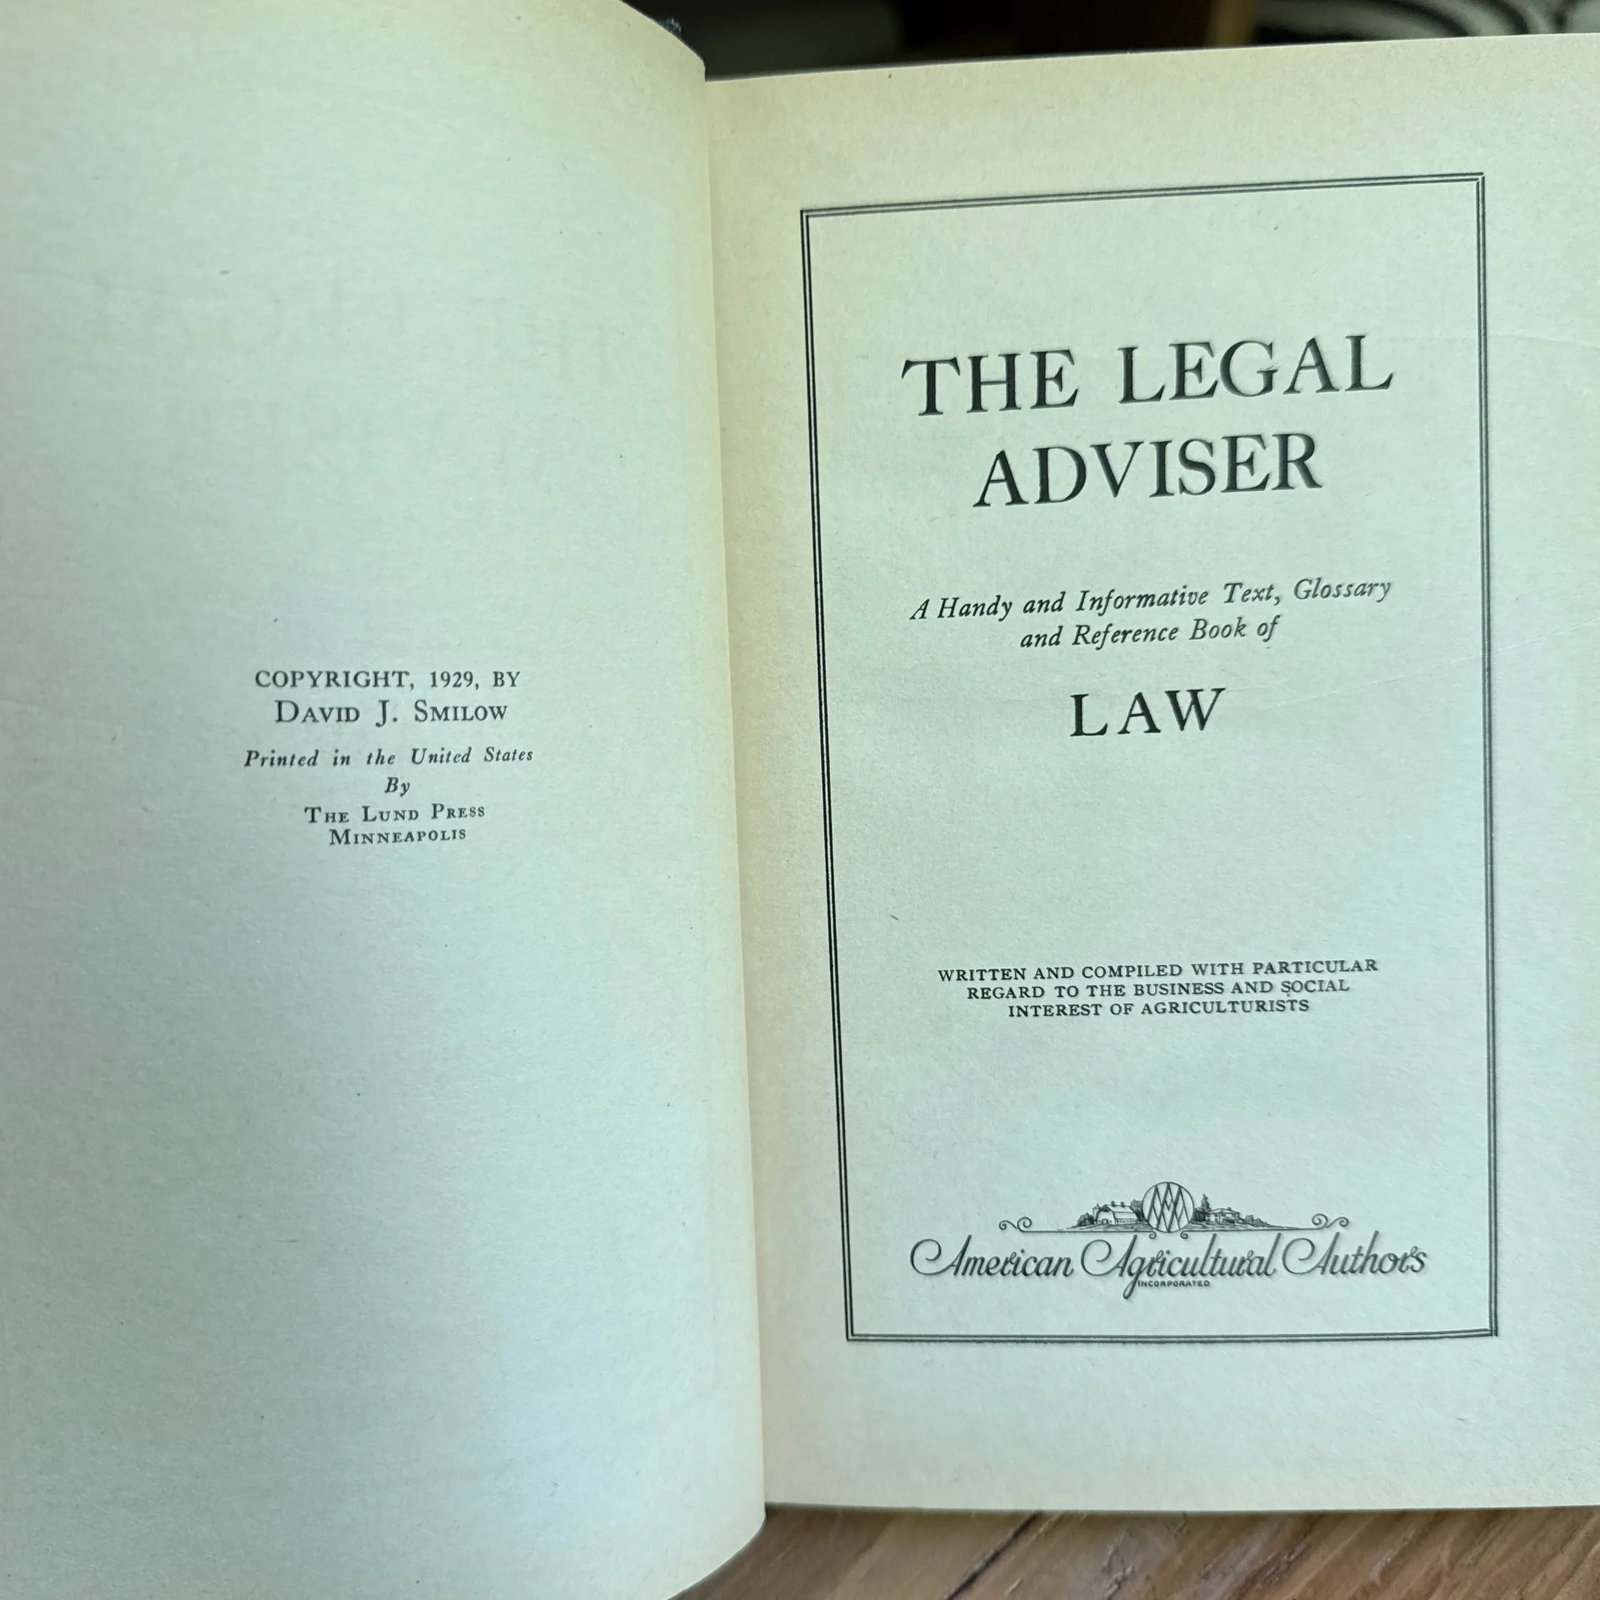 COPYRIGHT, 1929, BY
DAVID J. SMILOW
Printed in the United States
By
THE LUND PRESS
MINNEAPOLIS
THE LEGAL
ADVISER
A Handy and Informative Text, Glossary
and Reference Book of
LAW
WRITTEN AND COMPILED WITH PARTICULAR
REGARD TO THE BUSINESS AND SOCIAL
INTEREST OF AGRICULTURISTS
American Agricultural Authors
INCORPORATED